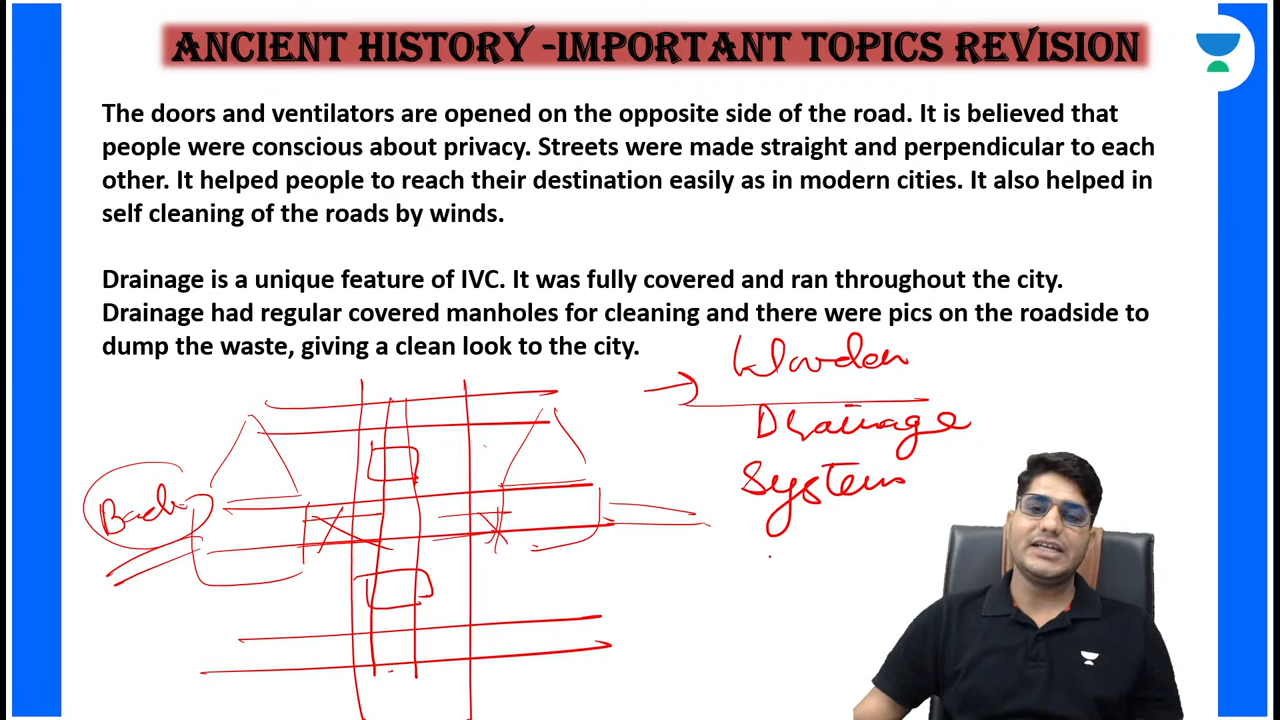 ANCIENT HISTORY -IMPORTANT TOPICS REVISION
The doors and ventilators are opened on the opposite side of the road. It is believed that
people were conscious about privacy. Streets were made straight and perpendicular to each
other. It helped people to reach their destination easily as in modern cities. It also helped in
self cleaning of the roads by winds.
Drainage is a unique feature of IVC. It was fully covered and ran throughout the city.
Drainage had regular covered manholes for cleaning and there were pics on the roadside to
dump the waste, giving a clean look to the city.
Wooden
Drainage
System
Back